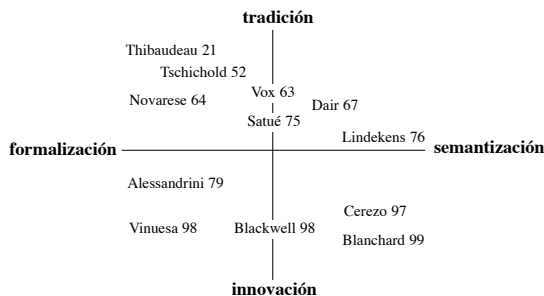 tradición
Thibaudeau 21
Tschichold 52
Vox 63
Novarese 64
Dair 67
Satué 75
Lindekens 76
formalización
semantización
Alessandrini 79
Cerezo 97
Vinuesa 98
Blackwell 98
Blanchard 99
innovación